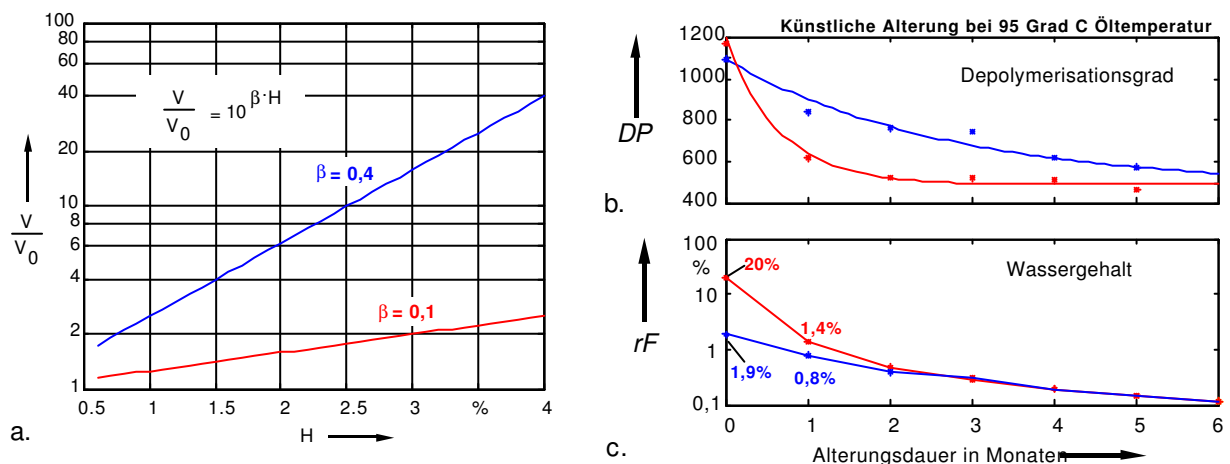 100
80
60
40
20
10
8
6
4
2
1
V
V0
V/V0 = 10^β·H
β = 0,4
β = 0,1
0.5 1 1.5 2 2.5 3 % 4
H
a.
Künstliche Alterung bei 95 Grad C Öltemperatur
1200
1000
800
600
400
DP
Depolymerisationsgrad
b.
100
%
10
1
0,1
rF
Wassergehalt
20%
1,4%
1,9%
0,8%
0 1 2 3 4 5 6
Alterungsdauer in Monaten
c.